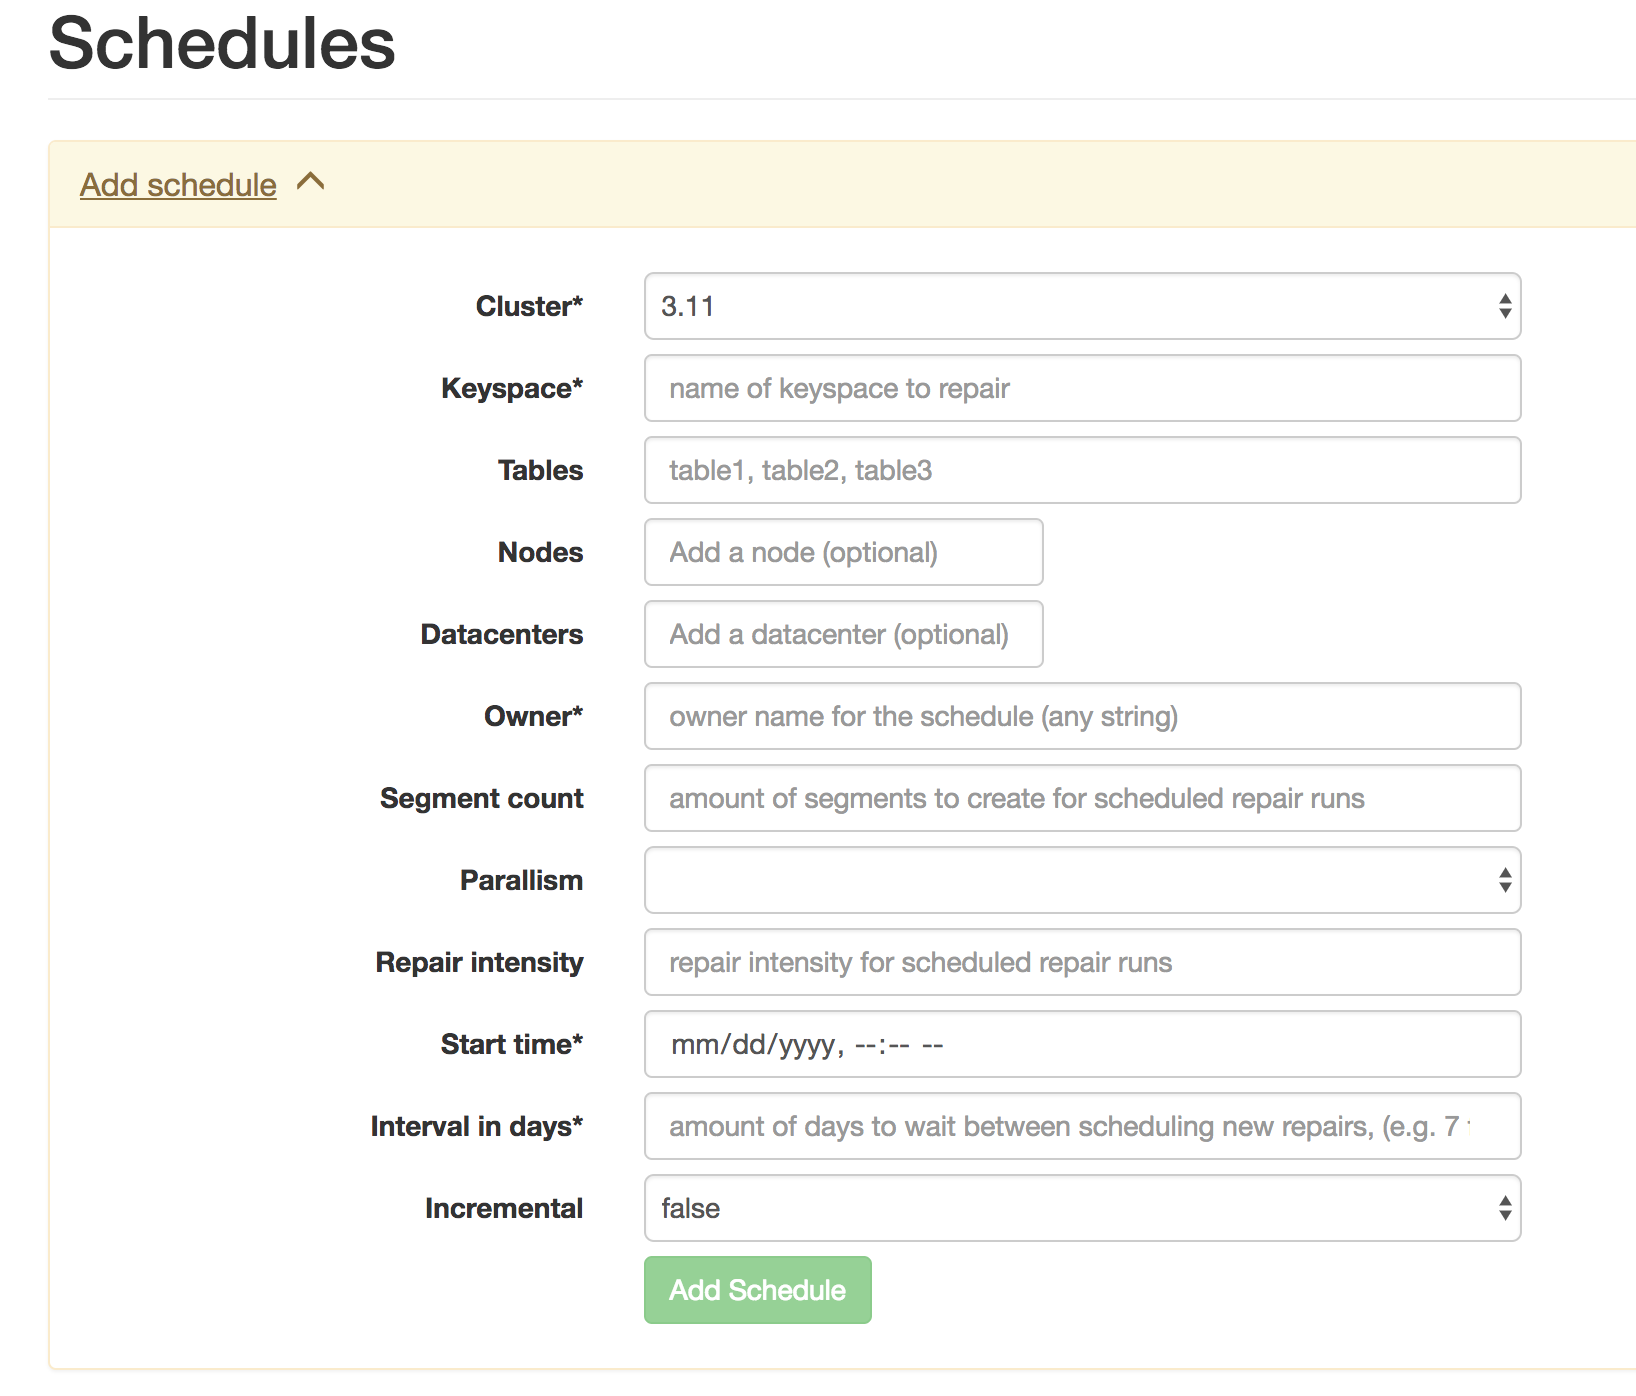 Schedules
Add schedule
Cluster* 3.11
Keyspace* name of keyspace to repair
Tables table1, table2, table3
Nodes Add a node (optional)
Datacenters Add a datacenter (optional)
Owner* owner name for the schedule (any string)
Segment count amount of segments to create for scheduled repair runs
Parallism
Repair intensity repair intensity for scheduled repair runs
Start time* mm/dd/yyyy, --:-- --
Interval in days* amount of days to wait between scheduling new repairs, (e.g. 7
Incremental false
Add Schedule